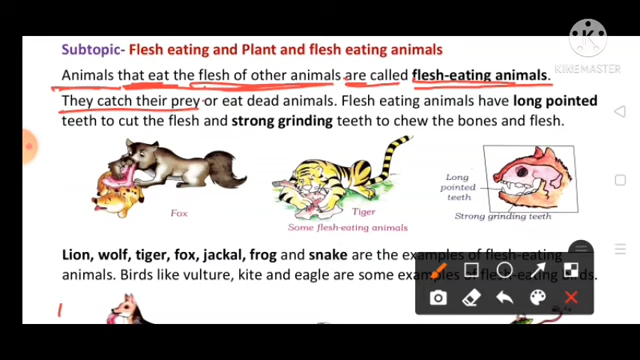 Subtopic- Flesh eating and Plant and flesh eating animals
KINEMASTER
Animals that eat the flesh of other animals are called flesh-eating animals.
They catch their prey or eat dead animals. Flesh eating animals have long pointed
teeth to cut the flesh and strong grinding teeth to chew the bones and flesh.
Long
pointed
teeth
Fox
Tiger
Strong grinding teeth
Some flesh-eating animals
Lion, wolf, tiger, fox, jackal, frog and snake are the examples of flesh-eating
animals. Birds like vulture, kite and eagle are some examples of flesh-eating birds.